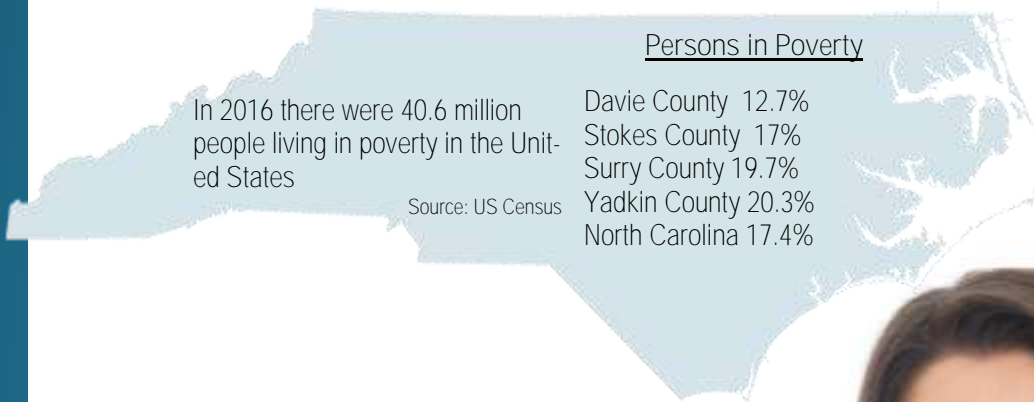 Persons in Poverty
In 2016 there were 40.6 million
people living in poverty in the Unit-
ed States
Source: US Census
Davie County 12.7%
Stokes County 17%
Surry County 19.7%
Yadkin County 20.3%
North Carolina 17.4%